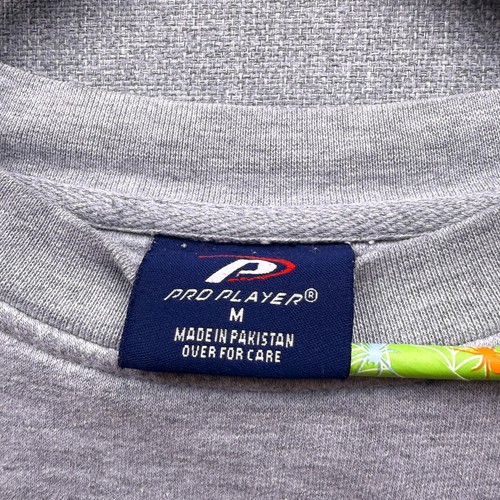 P
PRO PLAYER®
M
MADE IN PAKISTAN
OVER FOR CARE